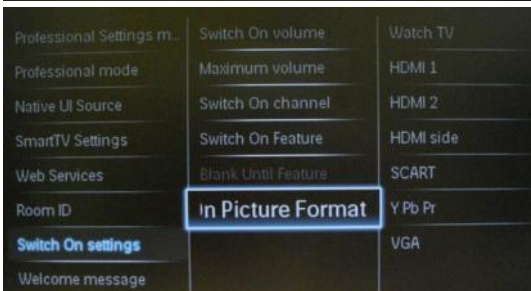 Professional Settings m...
Professional mode
Native UI Source
SmartTV Settings
Web Services
Room ID
Switch On settings
Welcome message
Switch On volume
Maximum volume
Switch On channel
Switch On Feature
Blank Until Feature
In Picture Format
Watch TV
HDMI 1
HDMI 2
HDMI side
SCART
Y Pb Pr
VGA